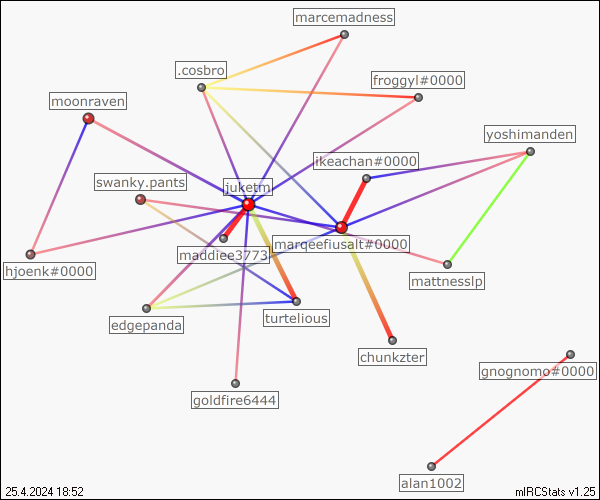 marcemadness
.cosbro
froggyl#0000
moonraven
yoshimanden
ikeachan#0000
swanky.pants
juketm
marqeefiusalt#0000
maddiee3773
hjoenk#0000
mattnesslp
turtelious
edgepanda
chunkzter
gnognomo#0000
goldfire6444
alan1002
25.4.2024 18:52
mIRCStats v1.25